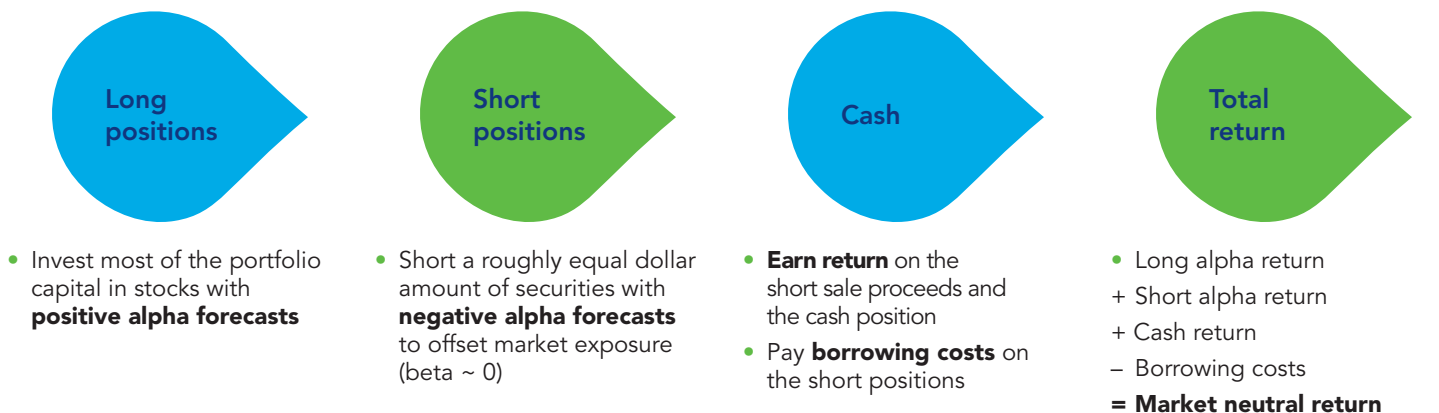 Long
positions
• Invest most of the portfolio
capital in stocks with
positive alpha forecasts
Short
positions
• Short a roughly equal dollar
amount of securities with
negative alpha forecasts
to offset market exposure
(beta ~ 0)
Cash
• Earn return on the
short sale proceeds and
the cash position
• Pay borrowing costs on
the short positions
Total
return
• Long alpha return
+ Short alpha return
+ Cash return
– Borrowing costs
= Market neutral return